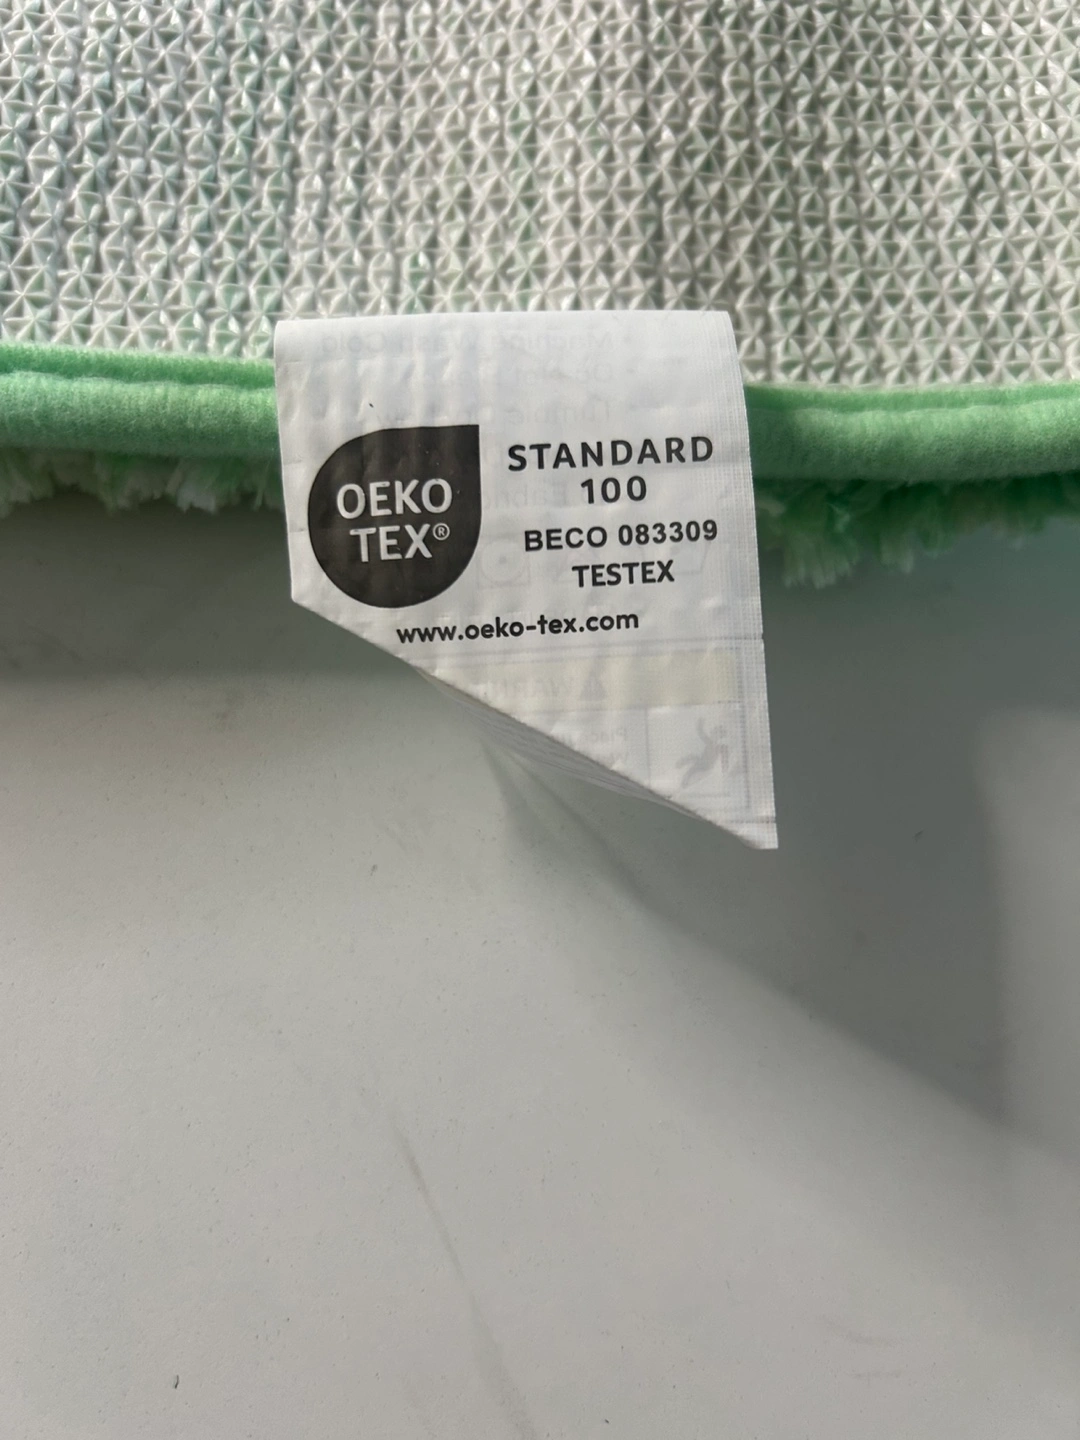 OEKO
TEX®
STANDARD
100
BECO 083309
TESTEX
www.oeko-tex.com